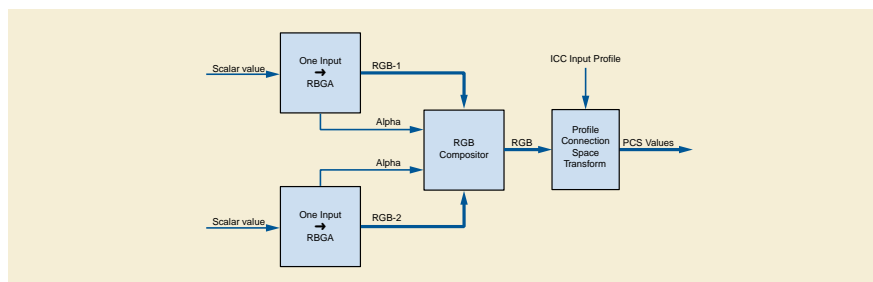 ICC Input Profile
Scalar value
One Input
➔
RBGA
RGB-1
Alpha
RGB
Compositor
RGB
Profile
Connection
Space
Transform
PCS Values
Alpha
Scalar value
One Input
➔
RBGA
RGB-2